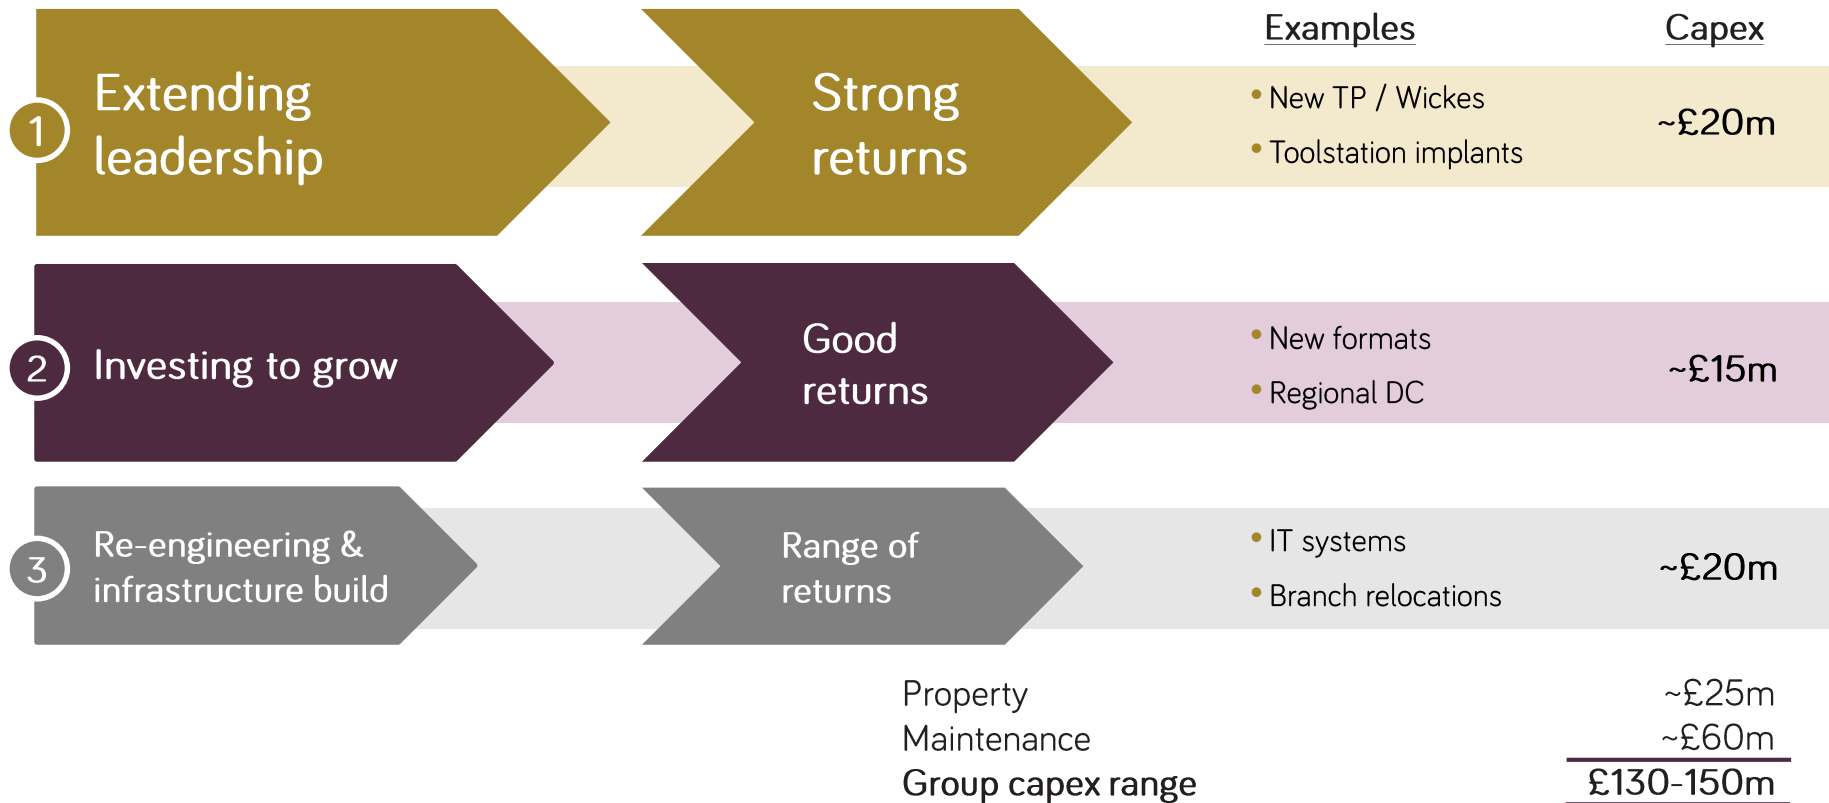 Examples Capex
1
Extending
leadership
Strong
returns
• New TP / Wickes
• Toolstation implants
~£20m
2
Investing to grow
Good
returns
• New formats
• Regional DC
~£15m
3
Re-engineering &
infrastructure build
Range of
returns
• IT systems
• Branch relocations
~£20m
Property ~£25m
Maintenance ~£60m
Group capex range £130-150m